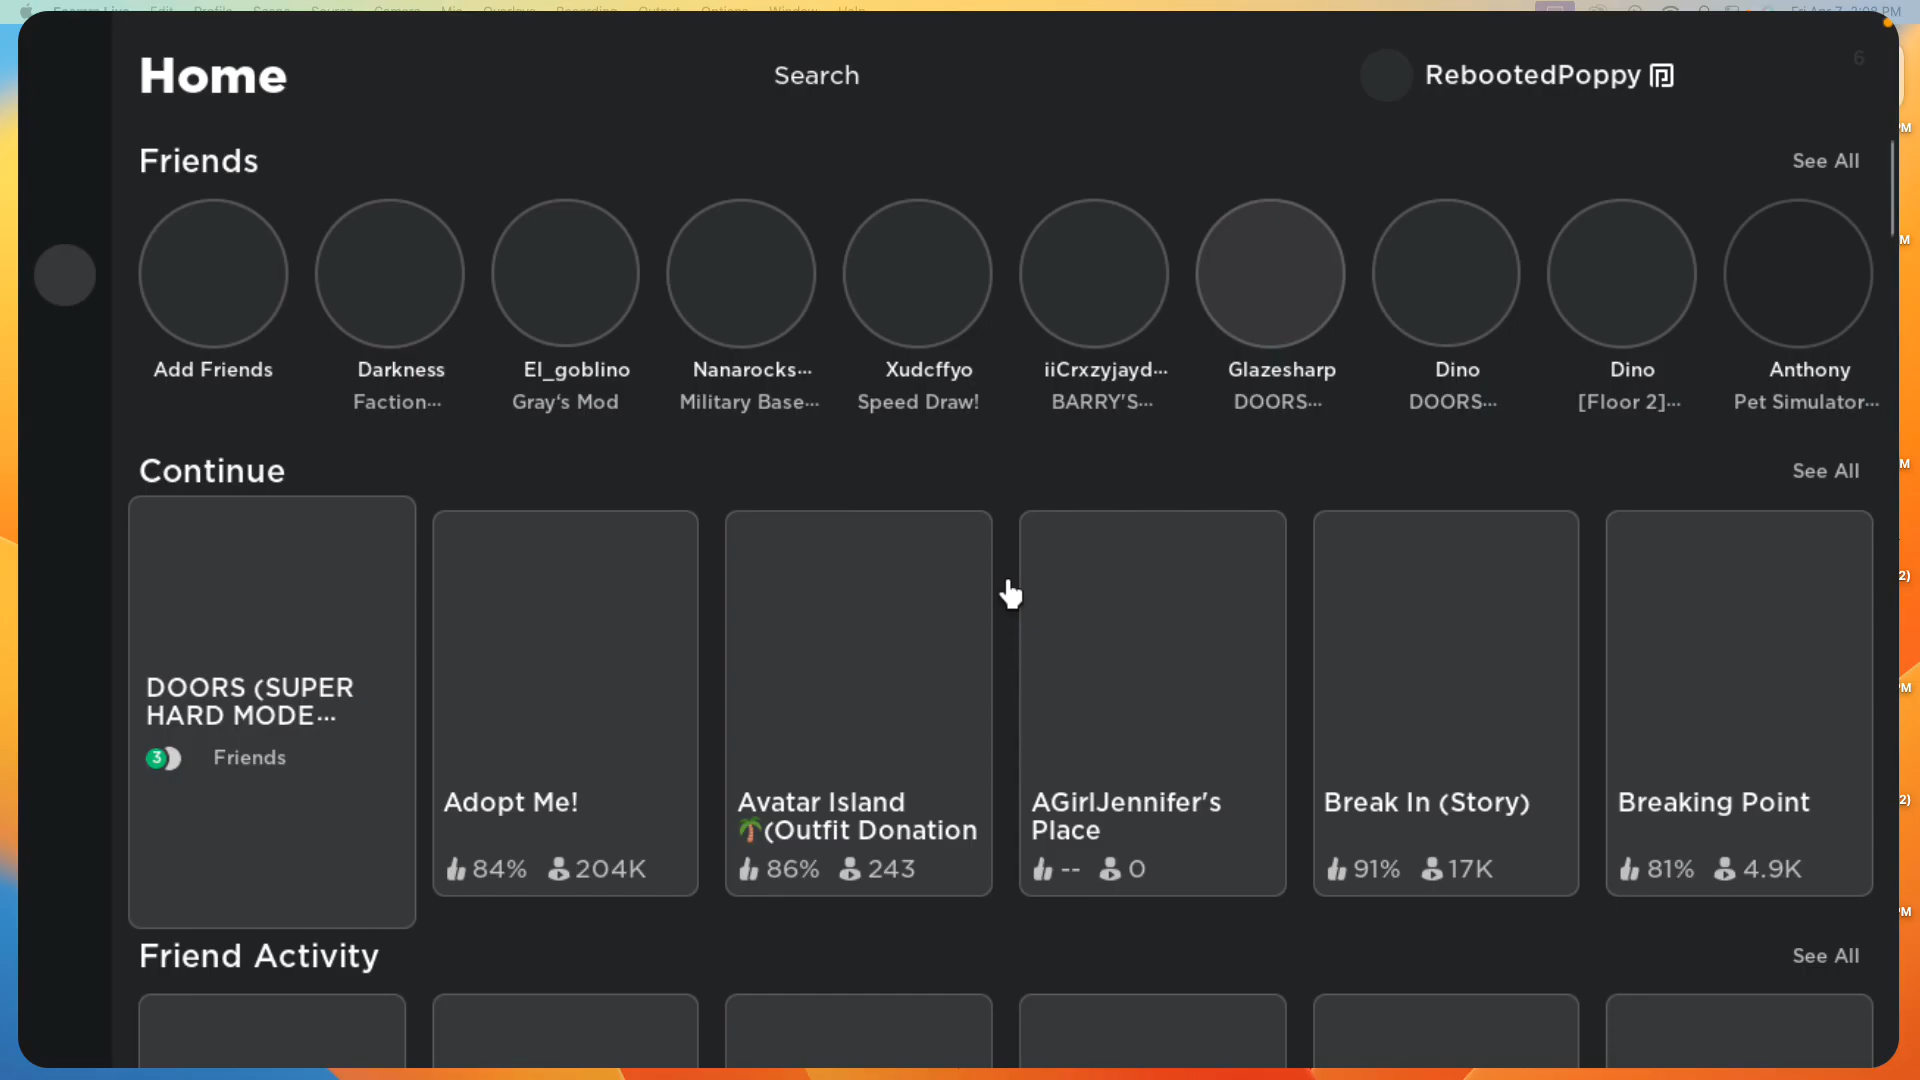 Home
Search
RebootedPoppy
6
Friends
See All
Add Friends
Darkness
El_goblino
Nanarocks...
Xudcffyo
iiCrxzyjayd...
Glazesharp
Dino
Dino
Anthony
Faction...
Gray's Mod
Military Base...
Speed Draw!
BARRY'S...
DOORS...
DOORS...
[Floor 2]...
Pet Simulator...
Continue
See All
DOORS (SUPER
HARD MODE...
3
Friends
Adopt Me!
84%
204K
Avatar Island
🌴(Outfit Donation
86%
243
AGirlJennifer's
Place
--
0
Break In (Story)
91%
17K
Breaking Point
81%
4.9K
Friend Activity
See All